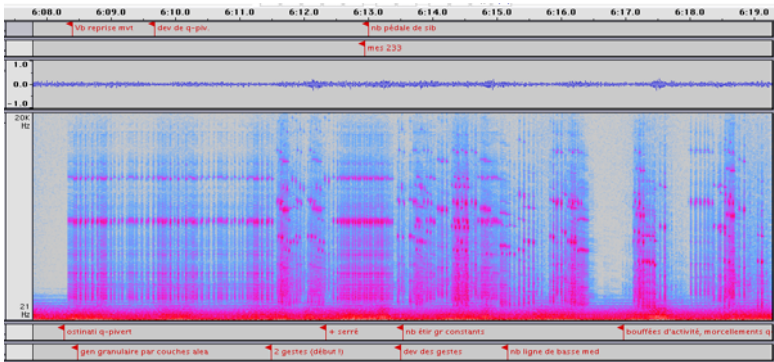 6:08.0 6:09.0 6:10.0 6:11.0 6:12.0 6:13.0 6:14.0 6:15.0 6:16.0 6:17.0 6:18.0 6:19.0
Vb reprise mvt dev de q-piv. nb pédale de sib
mes 233
1.0
0.0
-1.0
20K
Hz
21
Hz
ostinati q-pivert + serré nb étir gr constants bouffées d'activité, morcellements q
gen granulaire par couches alea 2 gestes (début !) dev des gestes nb ligne de basse med